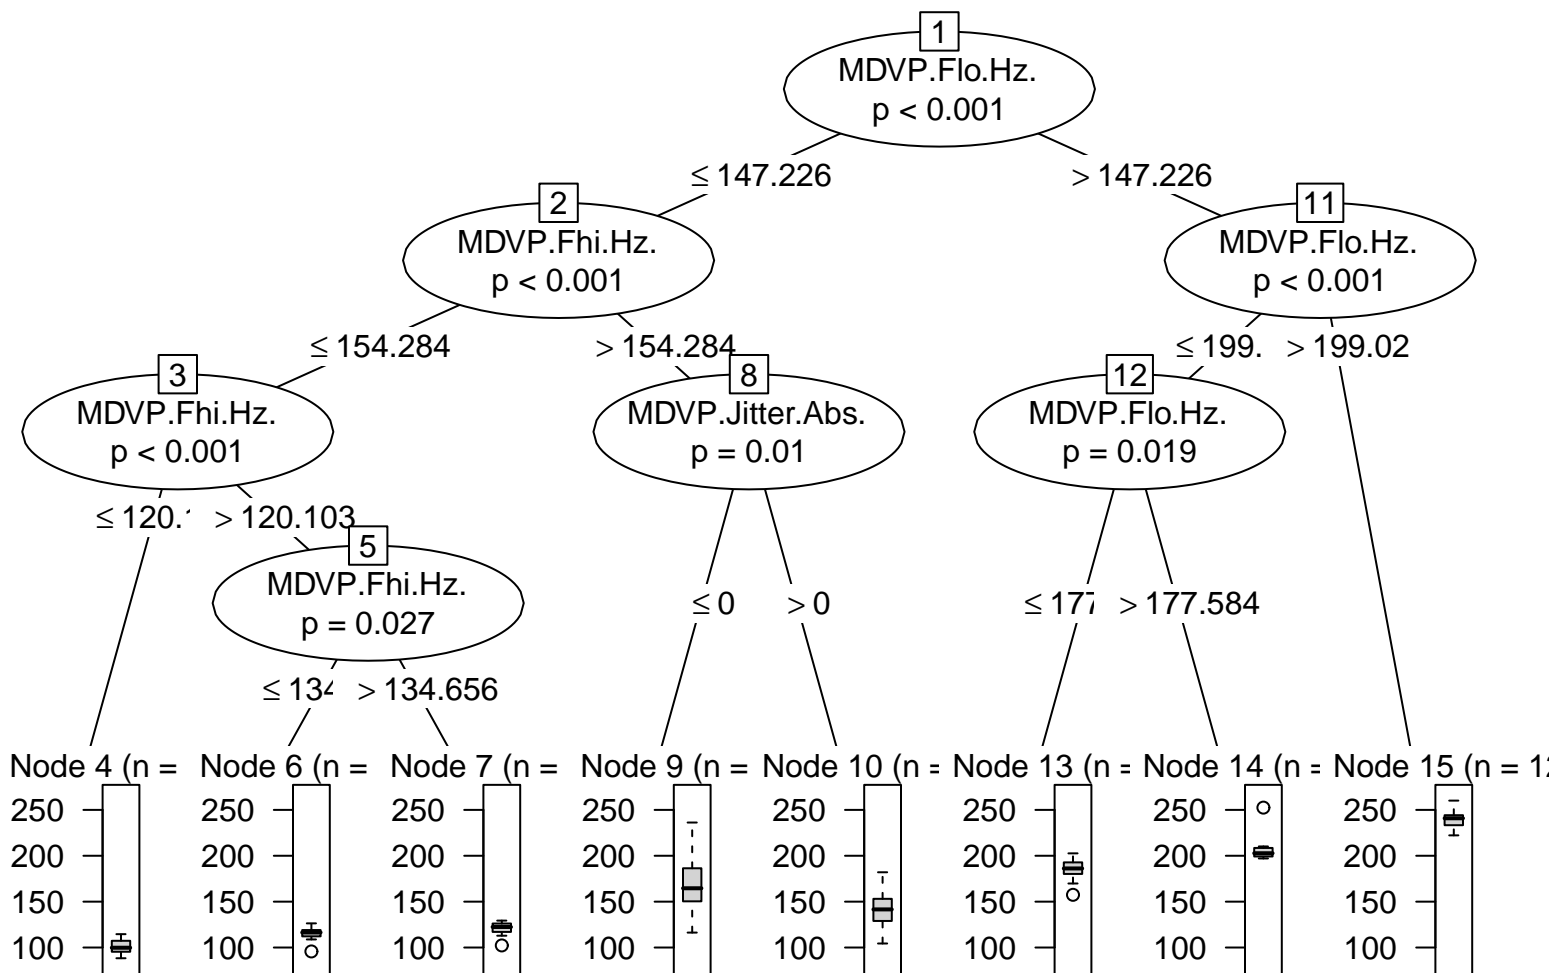 1
MDVP.Flo.Hz.
p < 0.001
≤ 147.226
> 147.226
2
MDVP.Fhi.Hz.
p < 0.001
11
MDVP.Flo.Hz.
p < 0.001
≤ 154.284
> 154.284
≤ 199.
> 199.02
3
MDVP.Fhi.Hz.
p < 0.001
8
MDVP.Jitter.Abs.
p = 0.01
12
MDVP.Flo.Hz.
p = 0.019
≤ 120.
> 120.103
5
MDVP.Fhi.Hz.
p = 0.027
≤ 0
> 0
≤ 177
> 177.584
≤ 134
> 134.656
Node 4 (n =
Node 6 (n =
Node 7 (n =
Node 9 (n =
Node 10 (n =
Node 13 (n =
Node 14 (n =
Node 15 (n = 12
250
200
150
100
250
200
150
100
250
200
150
100
250
200
150
100
250
200
150
100
250
200
150
100
250
200
150
100
250
200
150
100